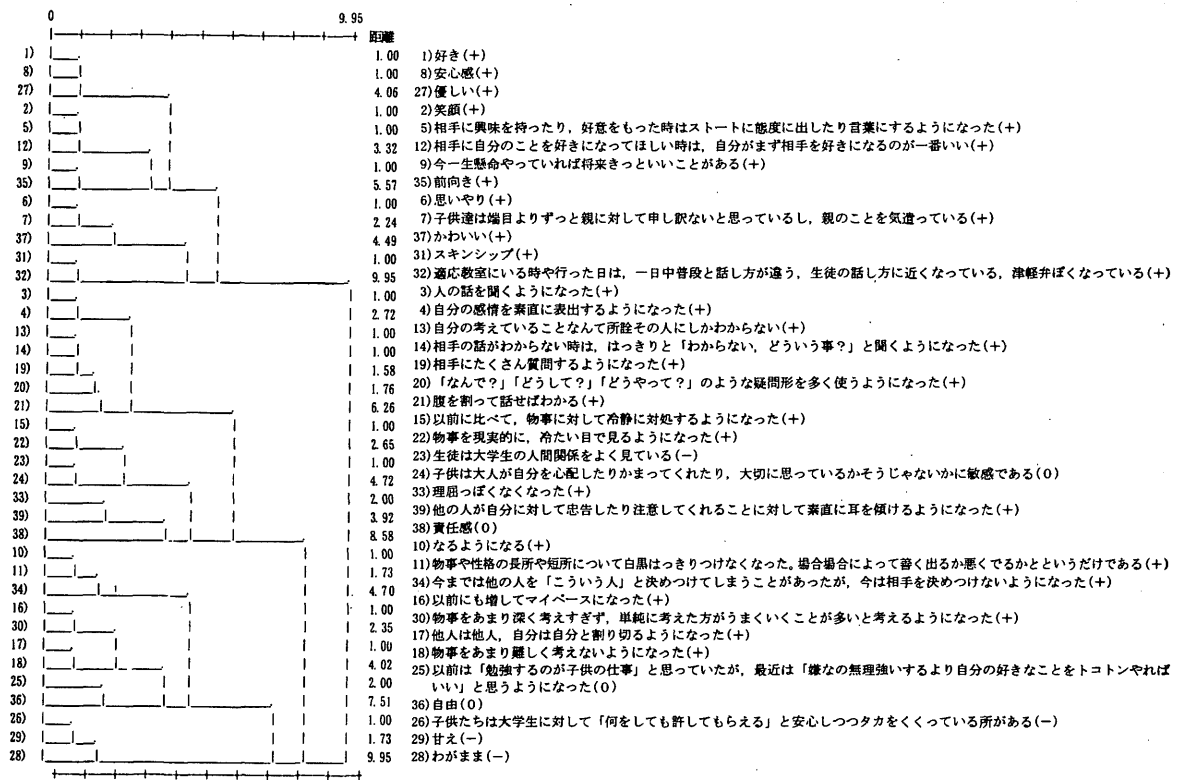 0 9.95
距離
1) 1.00 1)好き(+)
8) 1.00 8)安心感(+)
27) 4.06 27)優しい(+)
2) 1.00 2)笑顔(+)
5) 1.00 5)相手に興味を持ったり，好意をもった時はストートに態度に出したり言葉にするようになった(+)
12) 3.32 12)相手に自分のことを好きになってほしい時は，自分がまず相手を好きになるのが一番いい(+)
9) 1.00 9)今一生懸命やっていれば将来きっといいことがある(+)
35) 5.57 35)前向き(+)
6) 1.00 6)思いやり(+)
7) 2.24 7)子供達は端目よりずっと親に対して申し訳ないと思っているし，親のことを気遣っている(+)
37) 4.49 37)かわいい(+)
31) 1.00 31)スキンシップ(+)
32) 9.95 32)適応教室にいる時や行った日は，一日中普段と話し方が違う，生徒の話し方に近くなっている，津軽弁ぽくなっている(+)
3) 1.00 3)人の話を聞くようになった(+)
4) 2.72 4)自分の感情を素直に表出するようになった(+)
13) 1.00 13)自分の考えていることなんて所詮その人にしかわからない(+)
14) 1.00 14)相手の話がわからない時は，はっきりと「わからない，どういう事？」と聞くようになった(+)
19) 1.58 19)相手にたくさん質問するようになった(+)
20) 1.76 20)「なんで？」「どうして？」「どうやって？」のような疑問形を多く使うようになった(+)
21) 6.26 21)腹を割って話せばわかる(+)
15) 1.00 15)以前に比べて，物事に対して冷静に対処するようになった(+)
22) 2.65 22)物事を現実的に，冷たい目で見るようになった(+)
23) 1.00 23)生徒は大学生の人間関係をよく見ている(−)
24) 4.72 24)子供は大人が自分を心配したりかまってくれたり，大切に思っているかそうじゃないかに敏感である(0)
33) 2.00 33)理屈っぽくなくなった(+)
39) 3.92 39)他の人が自分に対して忠告したり注意してくれることに対して素直に耳を傾けるようになった(+)
38) 8.58 38)責任感(0)
10) 1.00 10)なるようになる(+)
11) 1.73 11)物事や性格の長所や短所について白黒はっきりつけなくなった。場合場合によって善く出るか悪くでるかとというだけである(+)
34) 4.70 34)今までは他の人を「こういう人」と決めつけてしまうことがあったが，今は相手を決めつけないようになった(+)
16) 1.00 16)以前にも増してマイペースになった(+)
30) 2.35 30)物事をあまり深く考えすぎず，単純に考えた方がうまくいくことが多いと考えるようになった(+)
17) 1.00 17)他人は他人，自分は自分と割り切るようになった(+)
18) 4.02 18)物事をあまり難しく考えないようになった(+)
25) 2.00 25)以前は「勉強するのが子供の仕事」と思っていたが，最近は「嫌なの無理強いするより自分の好きなことをトコトンやれば
いい」と思うようになった(0)
36) 7.51 36)自由(0)
26) 1.00 26)子供たちは大学生に対して「何をしても許してもらえる」と安心しつつタカをくくっている所がある(−)
29) 1.73 29)甘え(−)
28) 9.95 28)わがまま(−)